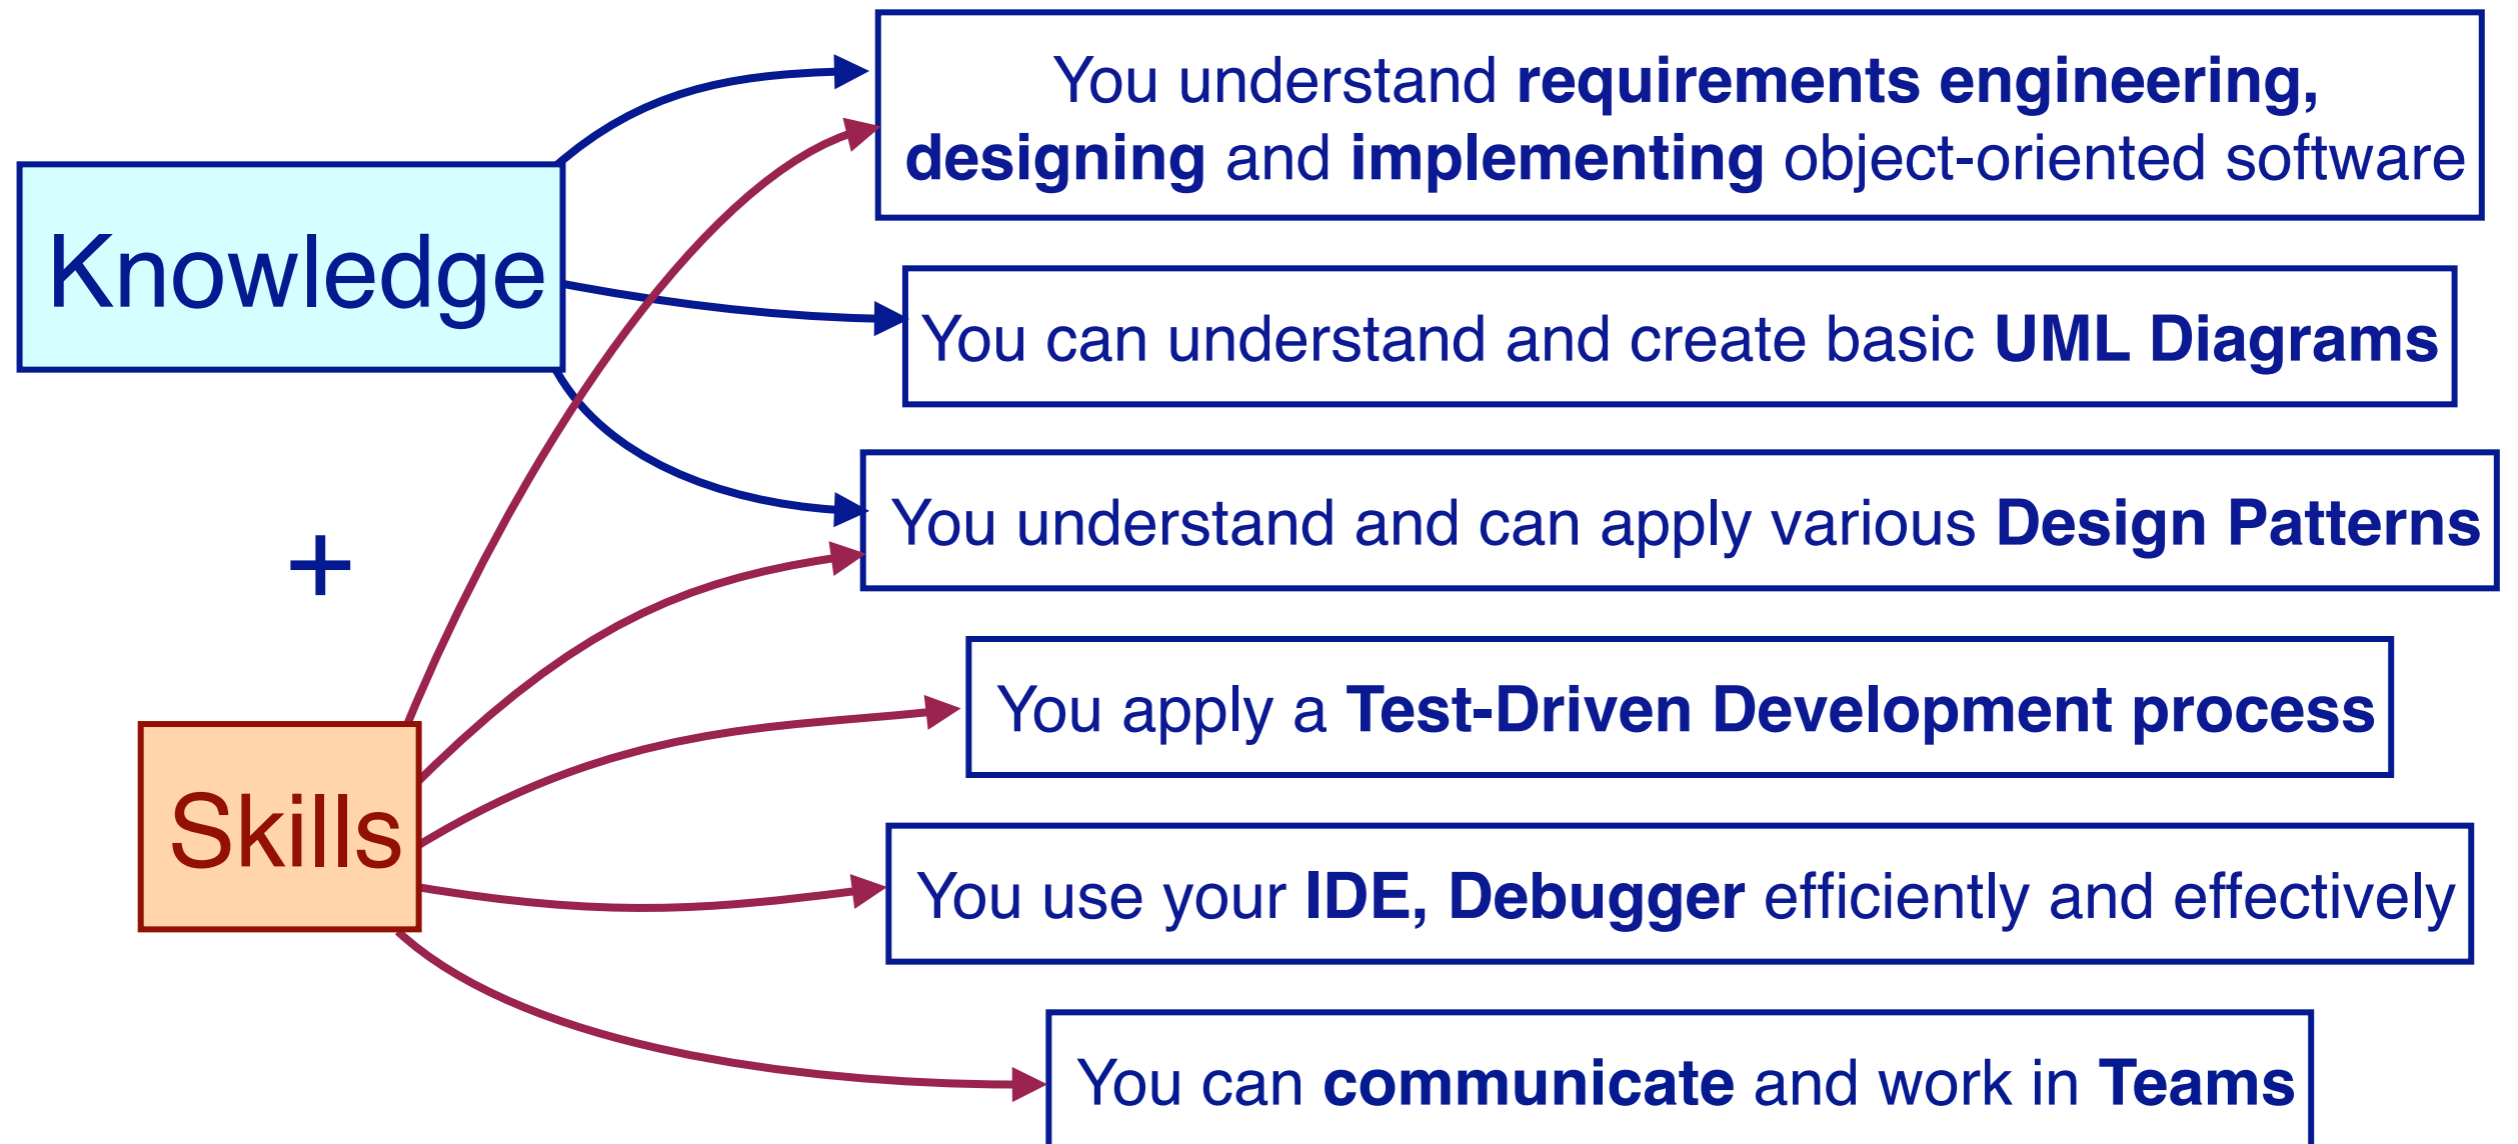 You understand requirements engineering,
designing and implementing object-oriented software
Knowledge
You can understand and create basic UML Diagrams
You understand and can apply various Design Patterns
+
You apply a Test-Driven Development process
Skills
You use your IDE, Debugger efficiently and effectively
You can communicate and work in Teams